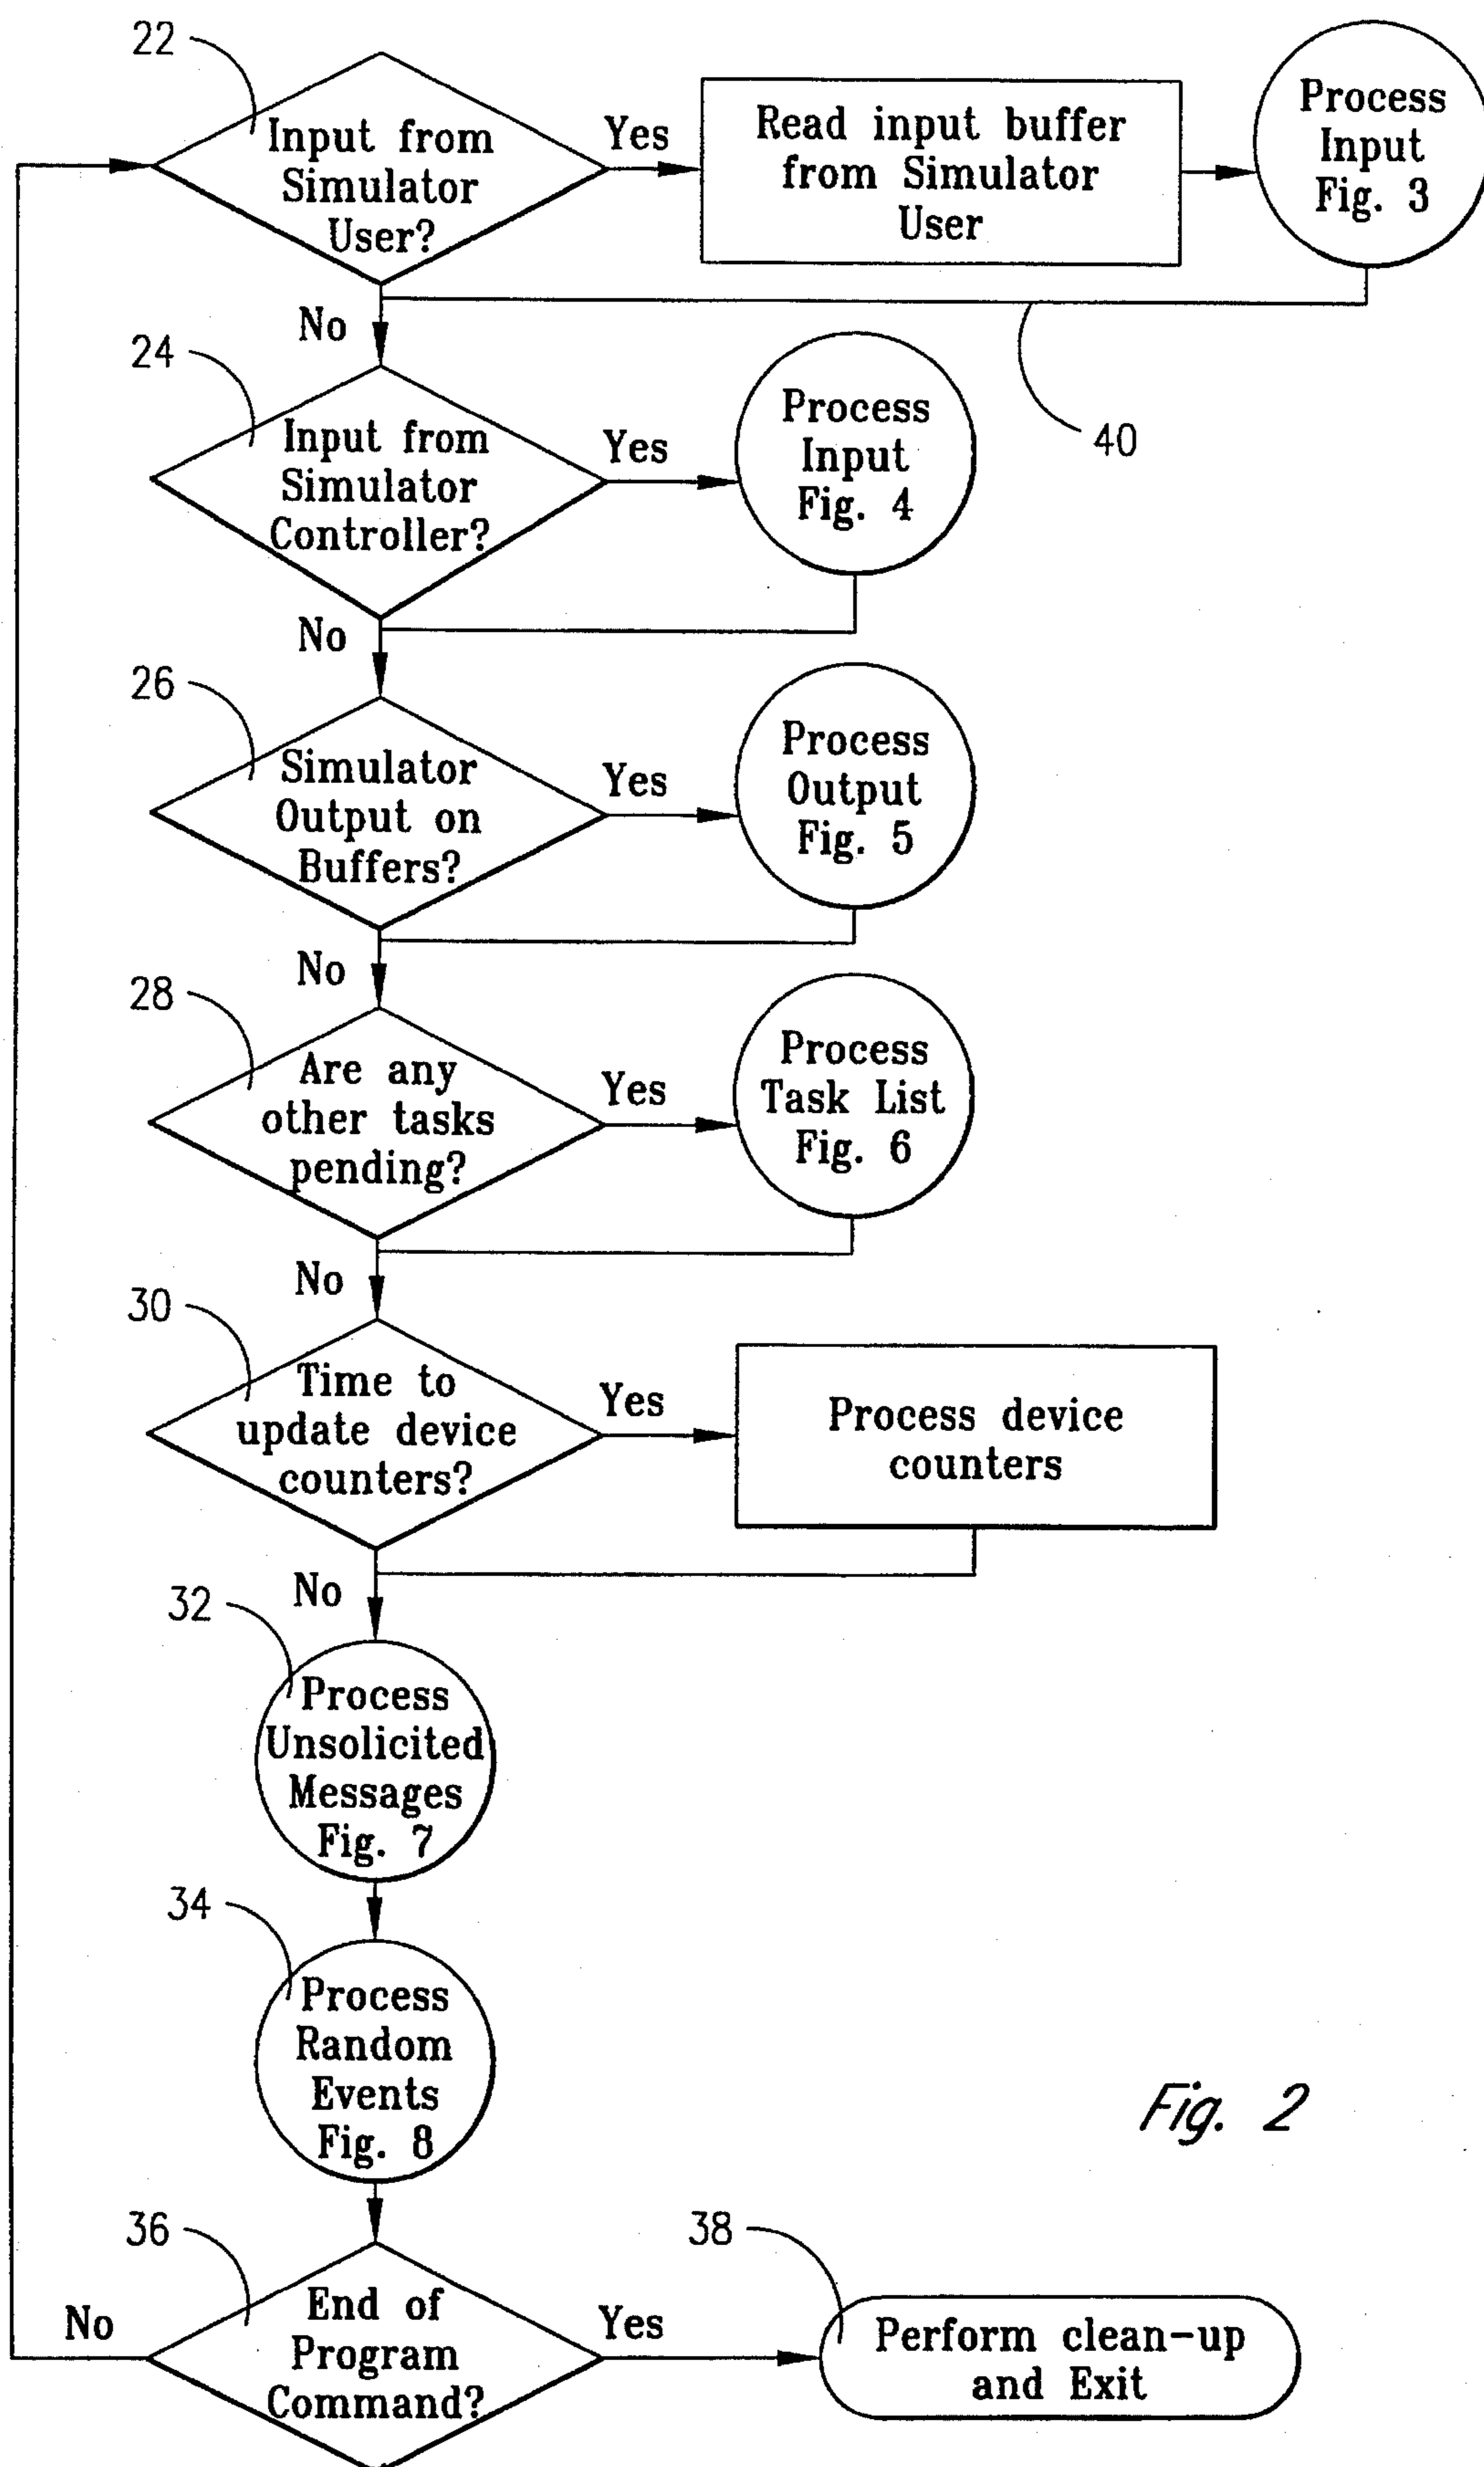 22
Input from
Simulator
User?
Yes
Read input buffer
from Simulator
User
Process
Input
Fig. 3
No
40
24
Input from
Simulator
Controller?
Yes
Process
Input
Fig. 4
No
26
Simulator
Output on
Buffers?
Yes
Process
Output
Fig. 5
No
28
Are any
other tasks
pending?
Yes
Process
Task List
Fig. 6
No
30
Time to
update device
counters?
Yes
Process device
counters
No
32
Process
Unsolicited
Messages
Fig. 7
34
Process
Random
Events
Fig. 8
Fig. 2
36
End of
Program
Command?
No
Yes
38
Perform clean-up
and Exit